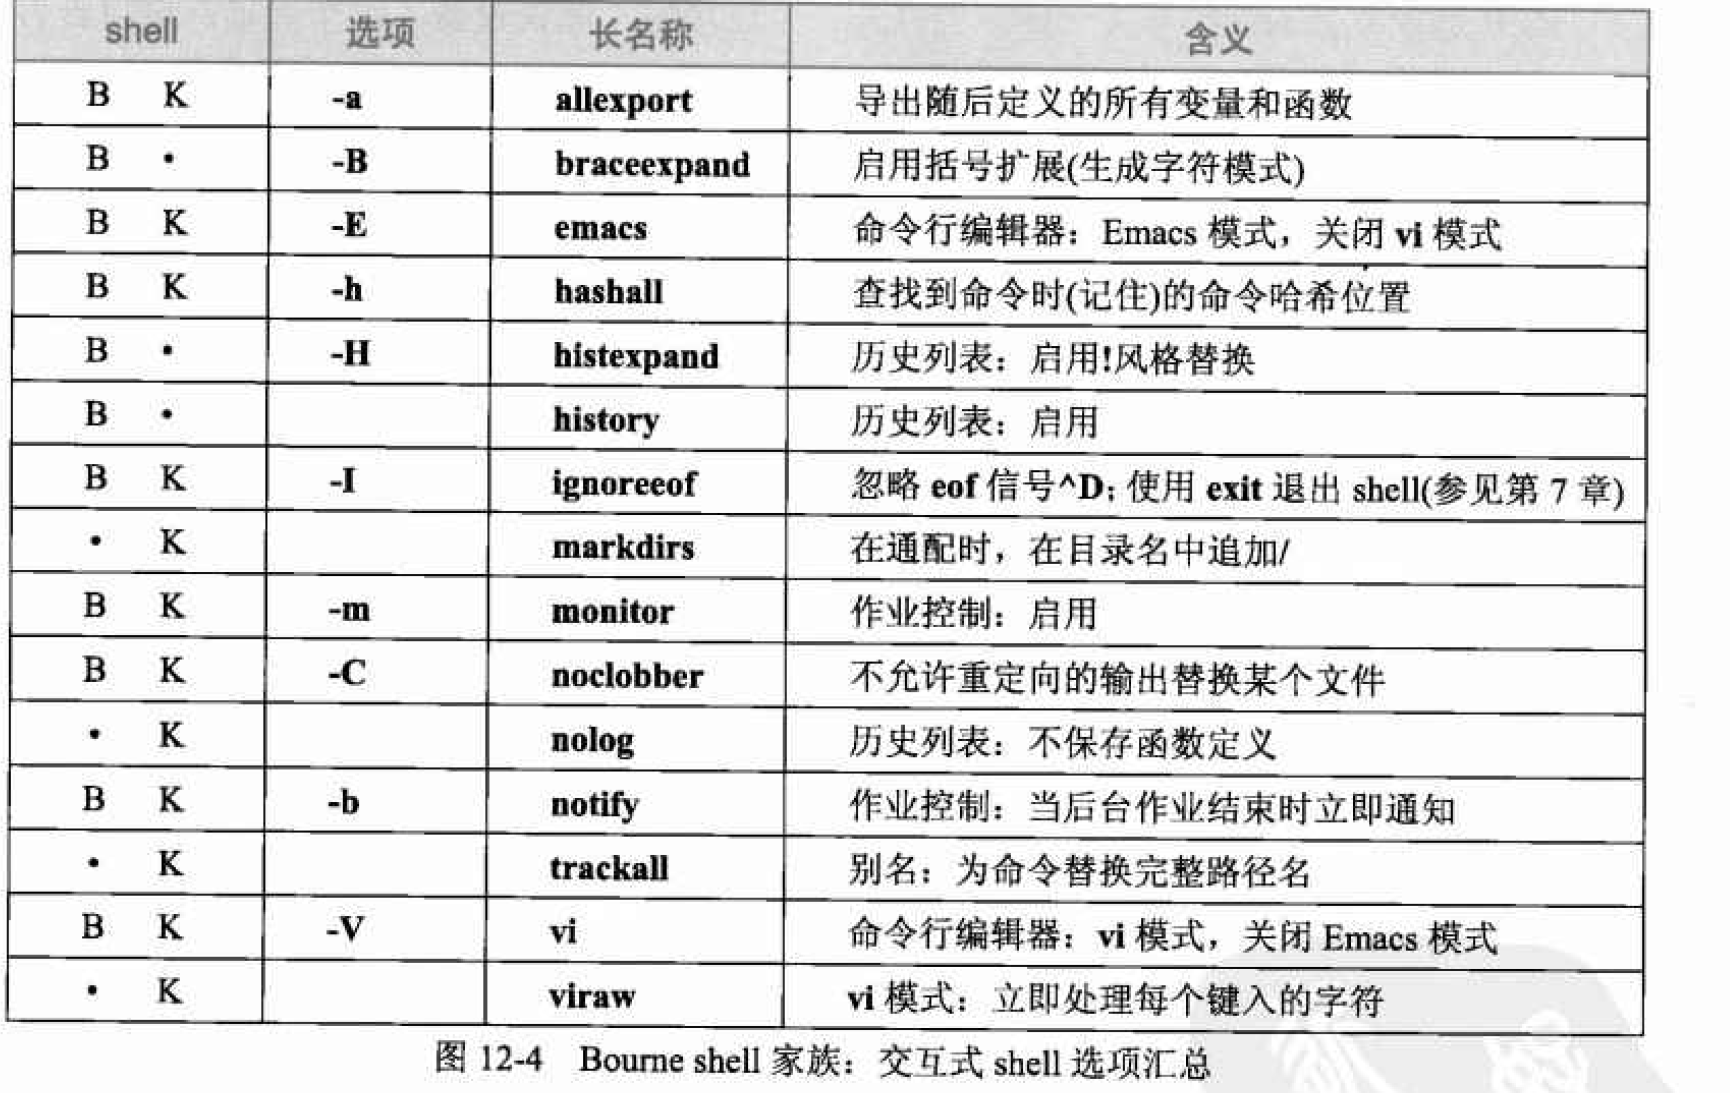 shell 选项 长名称 含义
B K -a allexport 导出随后定义的所有变量和函数
B • -B braceexpand 启用括号扩展(生成字符模式)
B K -E emacs 命令行编辑器：Emacs 模式，关闭 vi 模式
B K -h hashall 查找到命令时(记住)的命令哈希位置
B • -H histexpand 历史列表：启用!风格替换
B • history 历史列表：启用
B K -I ignoreeof 忽略 eof 信号^D；使用 exit 退出 shell(参见第 7 章)
• K markdirs 在通配时，在目录名中追加/
B K -m monitor 作业控制：启用
B K -C noclobber 不允许重定向的输出替换某个文件
• K nolog 历史列表：不保存函数定义
B K -b notify 作业控制：当后台作业结束时立即通知
• K trackall 别名：为命令替换完整路径名
B K -V vi 命令行编辑器：vi 模式，关闭 Emacs 模式
• K viraw vi 模式：立即处理每个键入的字符
图 12-4 Bourne shell 家族：交互式 shell 选项汇总